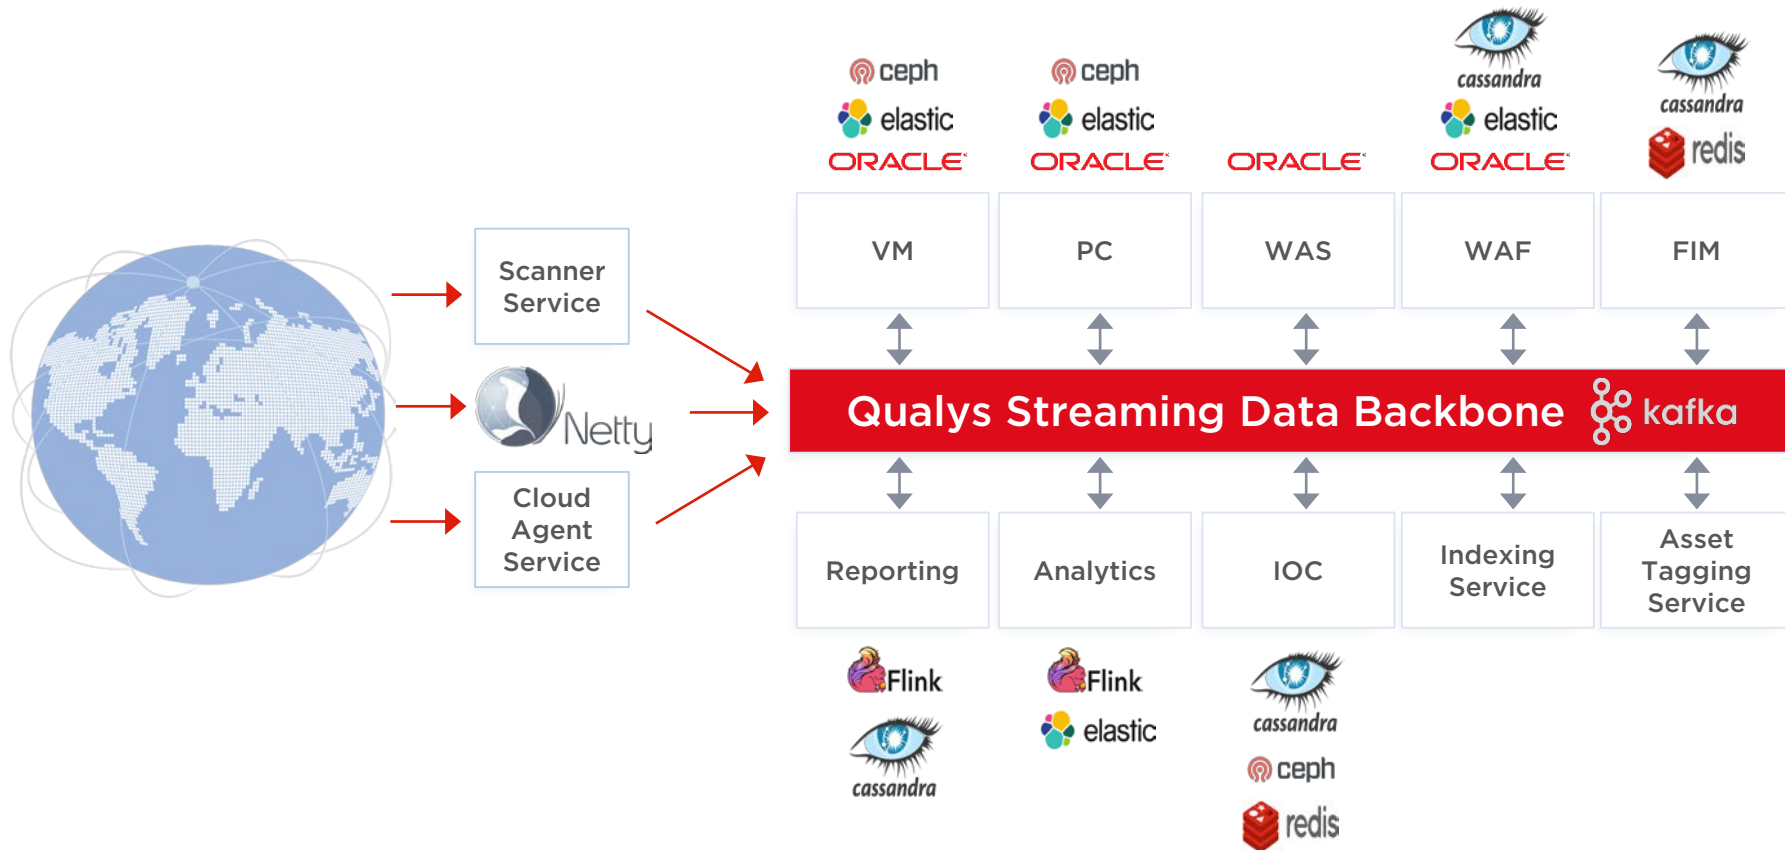 ceph
elastic
ORACLE
ceph
elastic
ORACLE
ORACLE
cassandra
elastic
ORACLE
cassandra
redis
VM
PC
WAS
WAF
FIM
Scanner
Service
Netty
Cloud
Agent
Service
Qualys Streaming Data Backbone kafka
Reporting
Analytics
IOC
Indexing
Service
Asset
Tagging
Service
Flink
cassandra
Flink
elastic
cassandra
ceph
redis